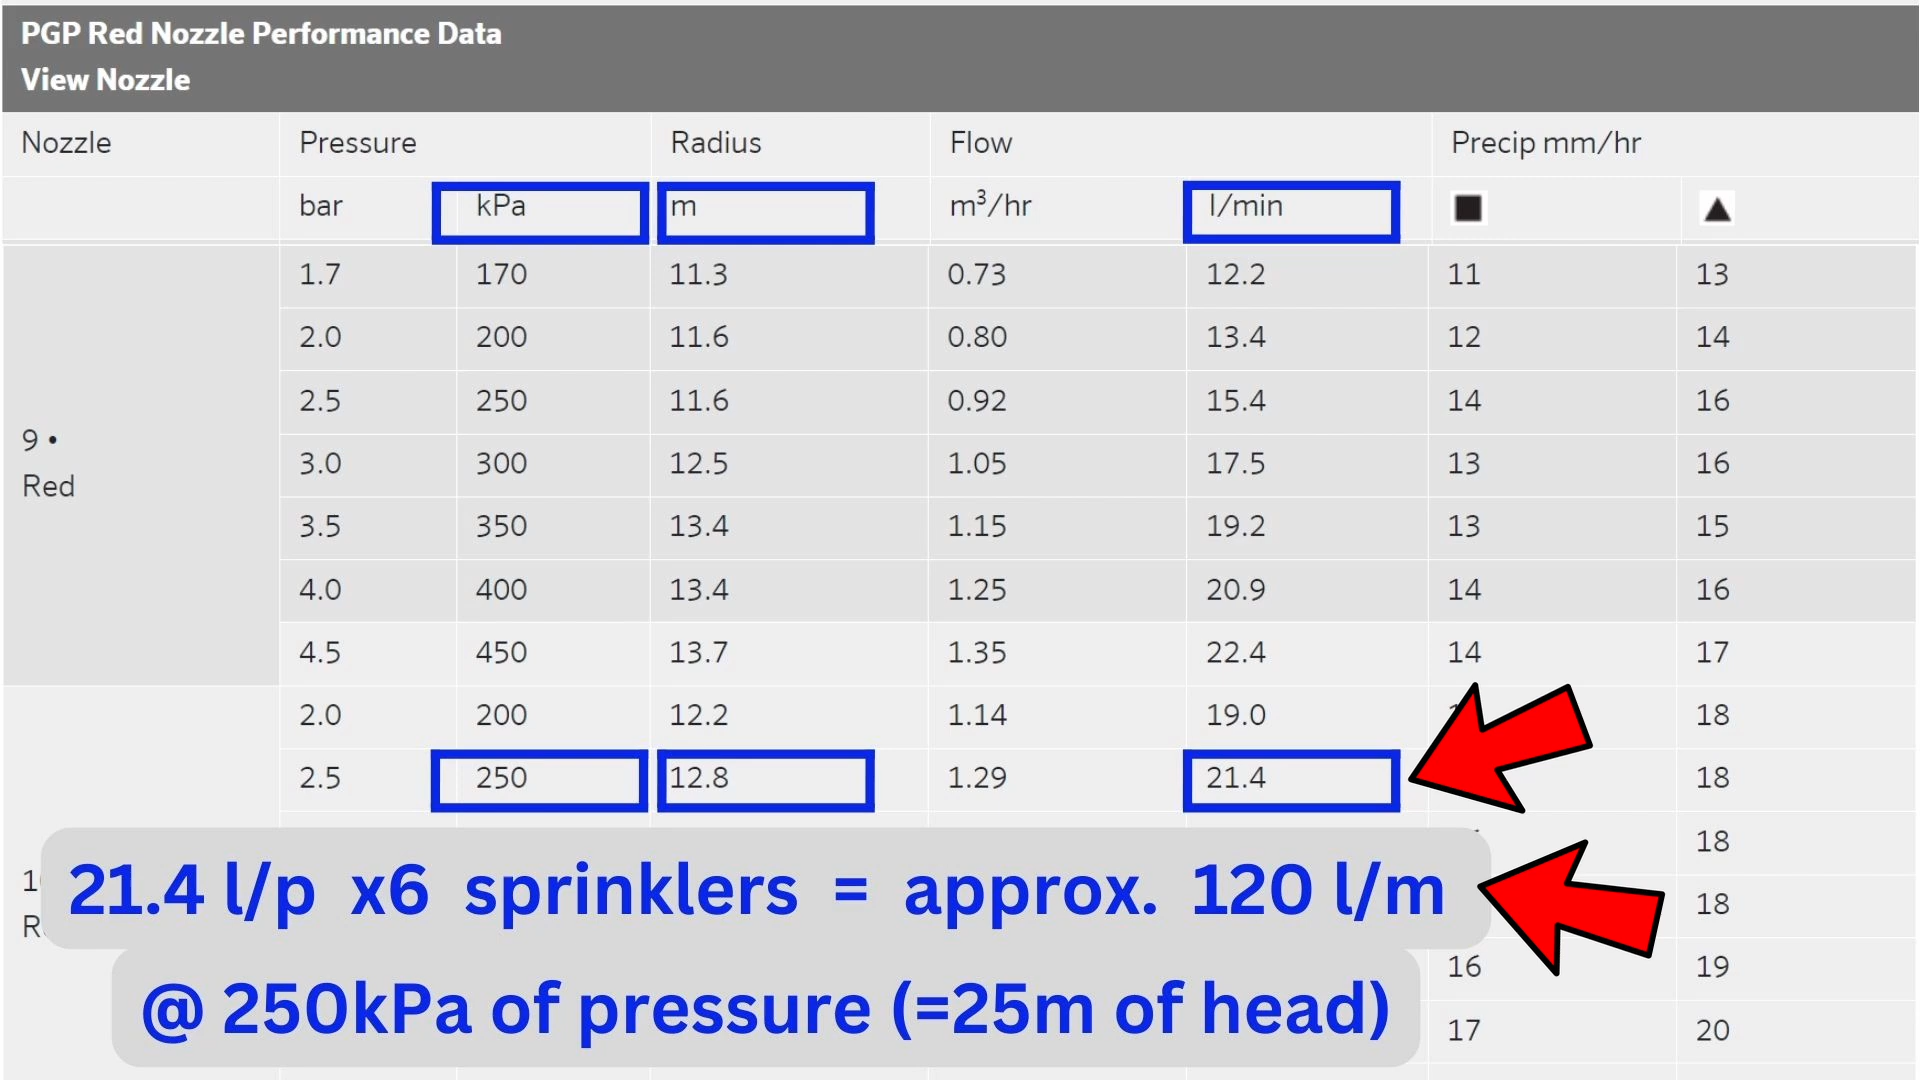 PGP Red Nozzle Performance Data
View Nozzle
Nozzle Pressure Radius Flow Precip mm/hr
bar kPa m m³/hr l/min ■ ▲
1.7 170 11.3 0.73 12.2 11 13
2.0 200 11.6 0.80 13.4 12 14
2.5 250 11.6 0.92 15.4 14 16
9 •
3.0 300 12.5 1.05 17.5 13 16
Red
3.5 350 13.4 1.15 19.2 13 15
4.0 400 13.4 1.25 20.9 14 16
4.5 450 13.7 1.35 22.4 14 17
2.0 200 12.2 1.14 19.0 18
2.5 250 12.8 1.29 21.4 18
18
21.4 l/p x6 sprinklers = approx. 120 l/m
18
16 19
@ 250kPa of pressure (=25m of head)
17 20